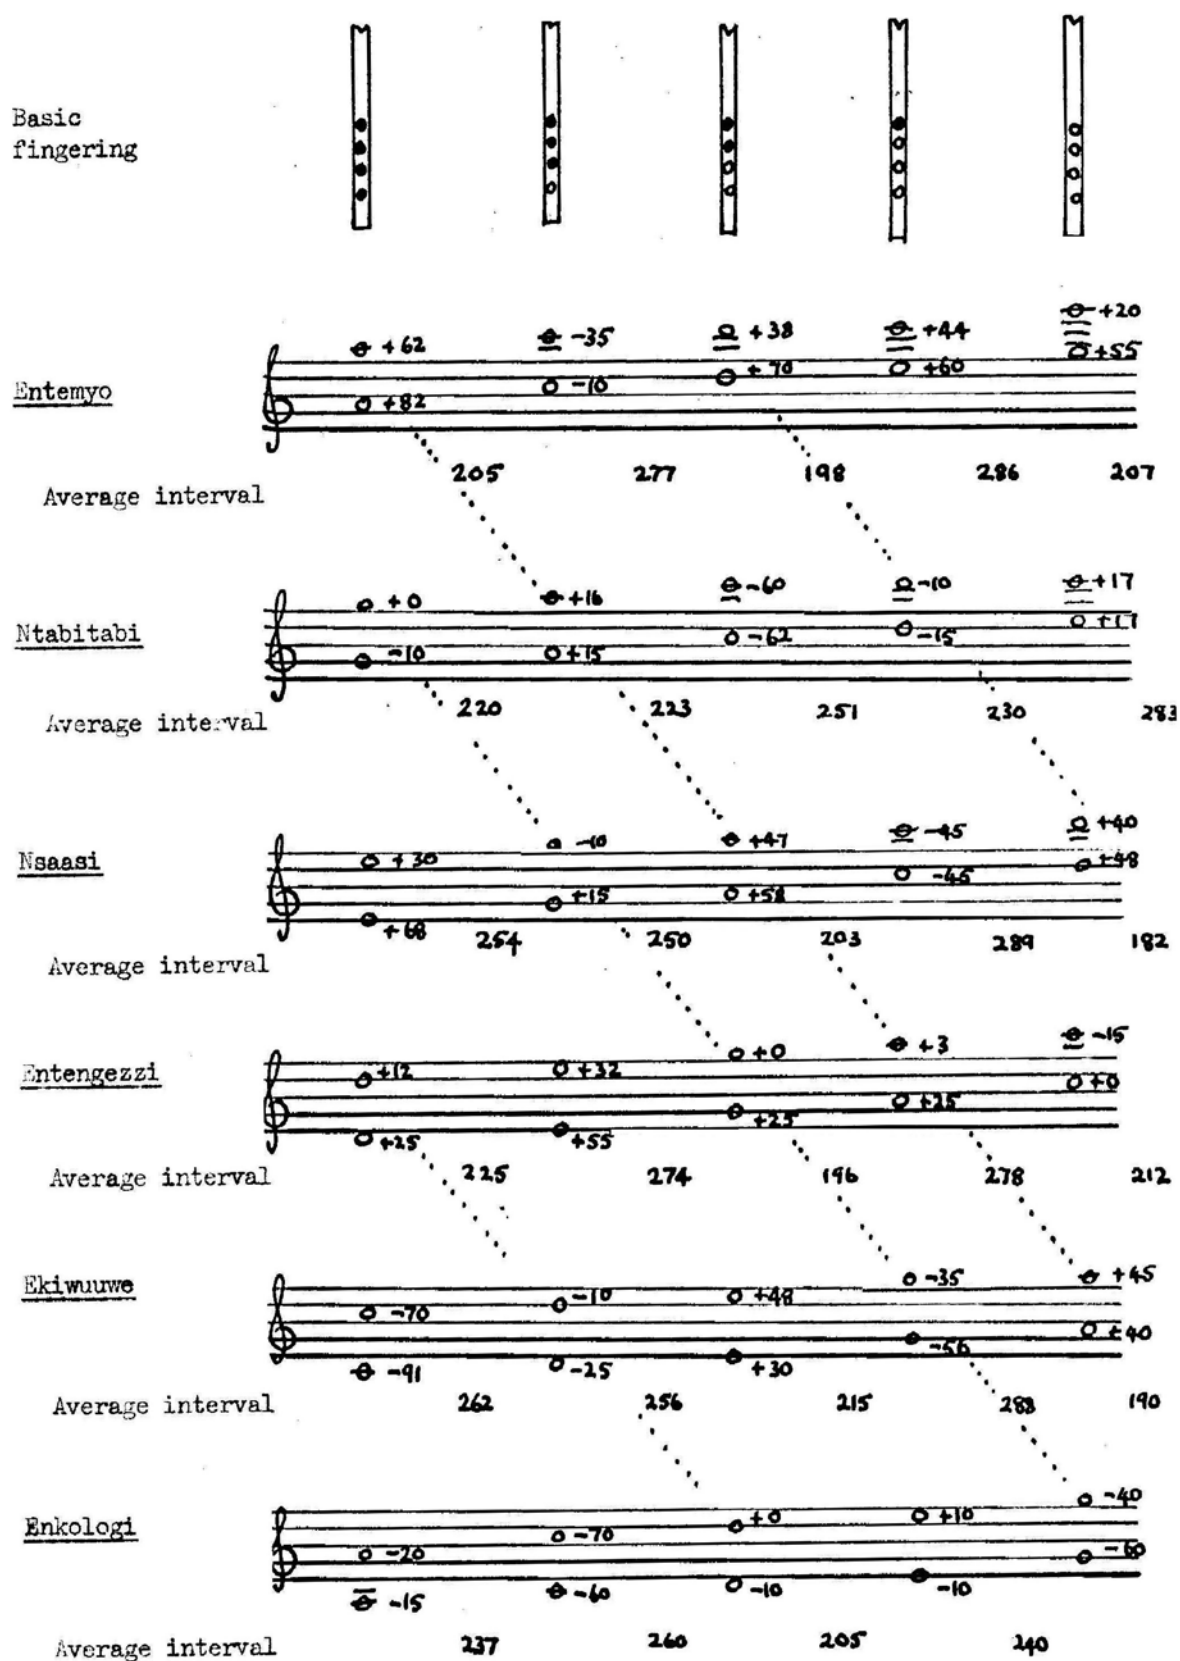 Basic
fingering
+62 -35 +38 +44 +20
+55
Entemyo +82 -10 +70 +60
205 277 198 286 207
Average interval
+0 +16 -60 -10 +17
Ntabitabi -10 +15 -62 -15 +17
Average interval 220 223 251 230 283
-10 +47 -45 +40
Nsaasi +30 +15 +58 -46 +48
+68 254 250 203 289 182
Average interval
+0 +3 -15
Entengezzi +12 +32 +0
+25 +55 +25 +25
Average interval 225 274 196 278 212
Ekiwuuwe -70 -10 +48 -35 +45
-91 -25 +30 -56 +40
Average interval 262 256 215 288 190
-40
Enkologi -20 -70 +0 +10 -60
-15 -60 -10 -10
Average interval 237 260 205 240